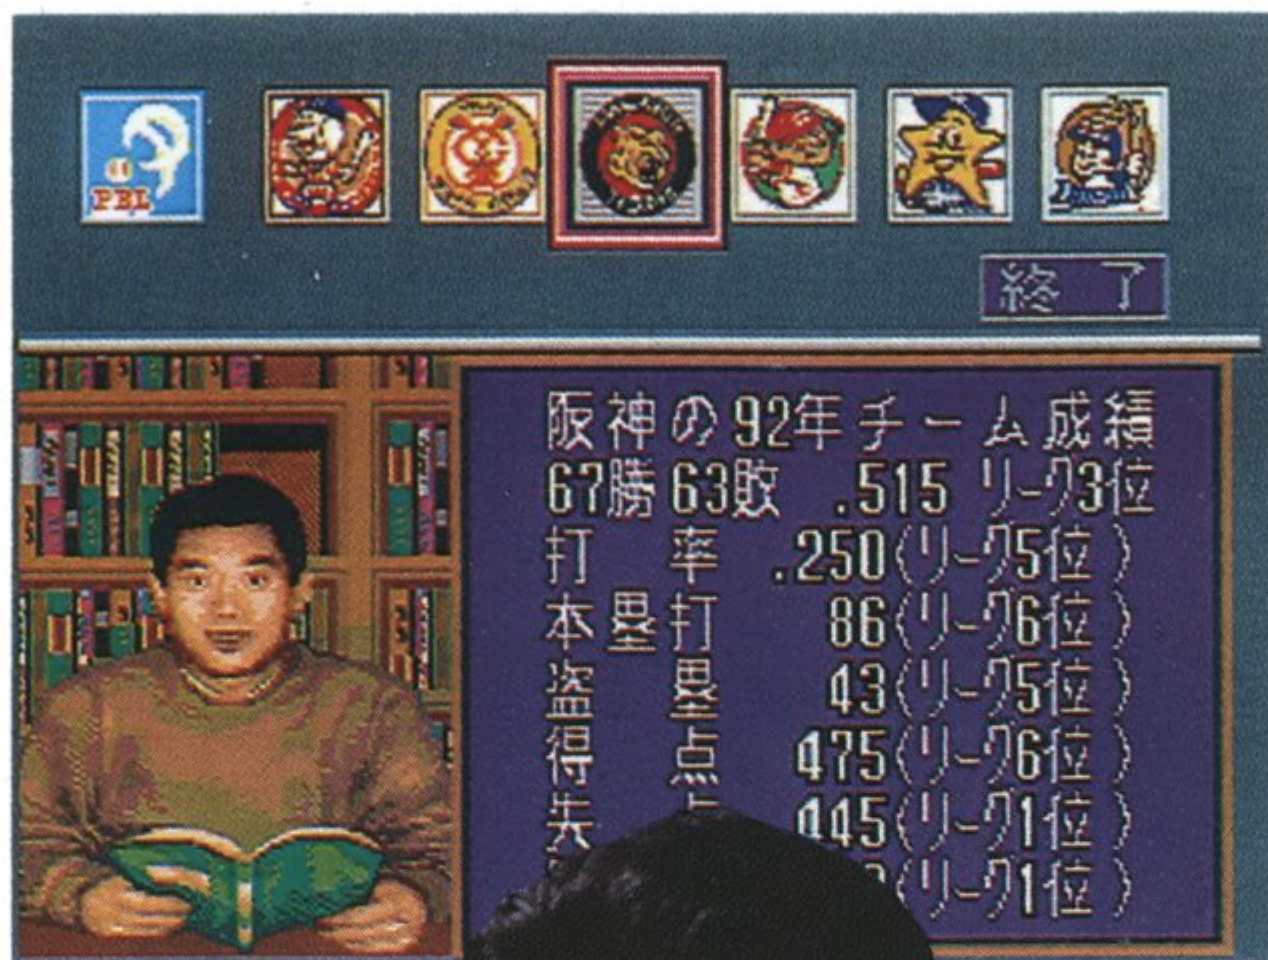 PBL
終了
阪神の92年チーム成績
67勝63敗 .515 リーグ3位
打率 .250(リーグ5位)
本塁打 86(リーグ6位)
盗塁 43(リーグ5位)
得点 475(リーグ6位)
失 445(リーグ1位)
(リーグ1位)